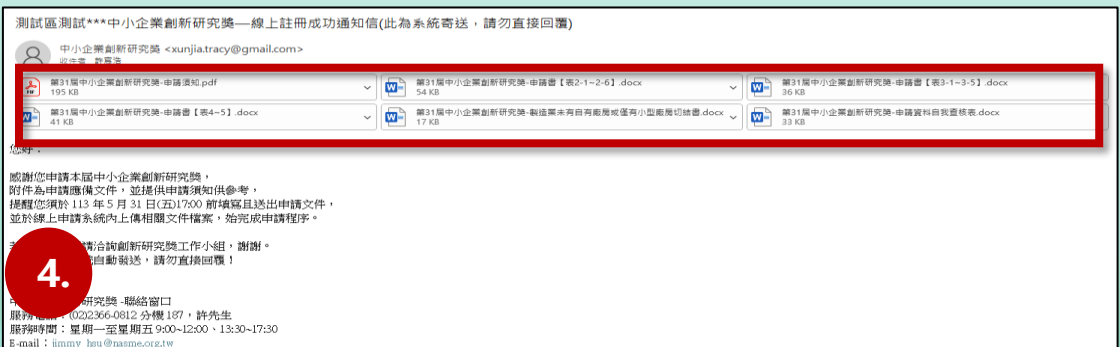 測試區測試***中小企業創新研究獎—線上註冊成功通知信(此為系統寄送，請勿直接回覆)
中小企業創新研究獎 <xunjia.tracy@gmail.com>
收件者
第31屆中小企業創新研究獎-申請須知.pdf
195 KB
第31屆中小企業創新研究獎-申請書【表2-1~2-6】.docx
54 KB
第31屆中小企業創新研究獎-申請書【表3-1~3-5】.docx
36 KB
第31屆中小企業創新研究獎-申請書【表4~5】.docx
41 KB
第31屆中小企業創新研究獎-製造業未有自有廠房或僅有小型廠房切結書.docx
17 KB
第31屆中小企業創新研究獎-申請資料自我查核表.docx
33 KB
您好：
感謝您申請本屆中小企業創新研究獎，
附件為申請應備文件，並提供申請須知供參考，
提醒您須於 113 年 5 月 31 日(五)17:00 前填寫且送出申請文件，
並於線上申請系統內上傳相關文件檔案，始完成申請程序。
請洽詢創新研究獎工作小組，謝謝。
自動發送，請勿直接回覆！
4.
研究獎 -聯絡窗口
服務電話：(02)2366-0812 分機 187，許先生
服務時間：星期一至星期五 9:00~12:00、13:30~17:30
E-mail：jimmy_hsu@nasme.org.tw